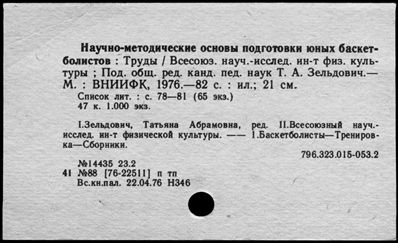 Научно-методические основы подготовки юных баскет-
болистов : Труды / Всесоюз. науч.-исслед. ин-т физ. куль-
туры ; Под. общ. ред. канд. пед. наук Т. А. Зельдович.—
М. : ВНИИФК, 1976.—82 с. : ил.; 21 см.
Список лит. : с. 78—81 (65 экз.)
47 к. 1.000 экз.
I.Зельдович, Татьяна Абрамовна, ред. II.Всесоюзный науч.-
исслед. ин-т физической культуры. —— 1.Баскетболисты—Трениров-
ка—Сборники.
796.323.015-053.2
№14435 23.2
41 №88 [76-22511] п тп
Вс.кн.пал. 22.04.76 Н346